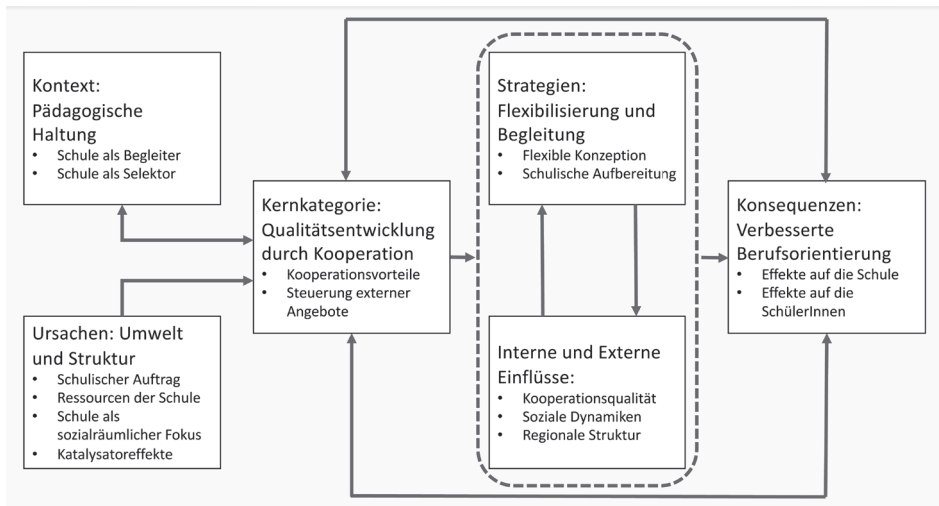 Kontext:
Pädagogische
Haltung
• Schule als Begleiter
• Schule als Selektor
Ursachen: Umwelt
und Struktur
• Schulischer Auftrag
• Ressourcen der Schule
• Schule als
sozialräumlicher Fokus
• Katalysatoreffekte
Kernkategorie:
Qualitätsentwicklung
durch Kooperation
• Kooperationsvorteile
• Steuerung externer
Angebote
Strategien:
Flexibilisierung und
Begleitung
• Flexible Konzeption
• Schulische Aufbereitung
Interne und Externe
Einflüsse:
• Kooperationsqualität
• Soziale Dynamiken
• Regionale Struktur
Konsequenzen:
Verbesserte
Berufsorientierung
• Effekte auf die Schule
• Effekte auf die
SchülerInnen